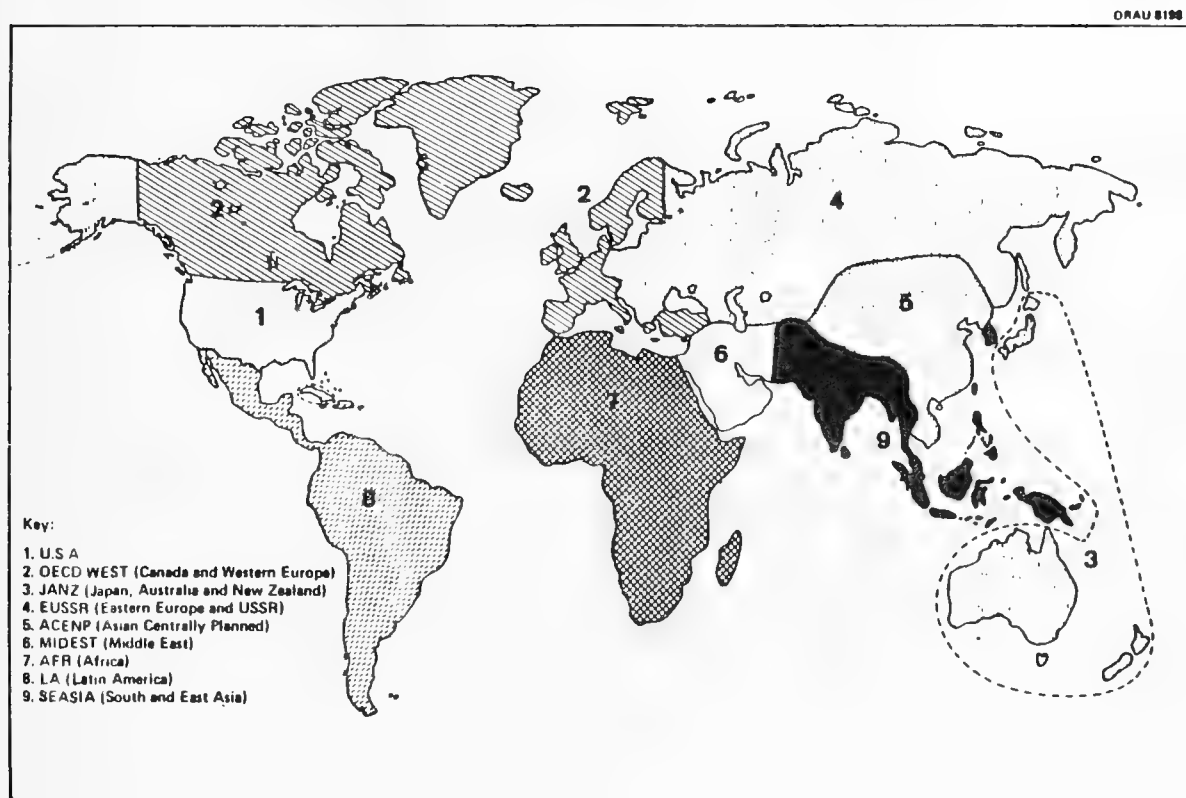 ORAU 8198
2
2
4
1
5
6
7
9
8
3
Key:
1. U.S A
2. OECD WEST (Canada and Western Europe)
3. JANZ (Japan, Australia and New Zealand)
4. EUSSR (Eastern Europe and USSR)
5. ACENP (Asian Centrally Planned)
6. MIDEST (Middle East)
7. AFR (Africa)
8. LA (Latin America)
9. SEASIA (South and East Asia)